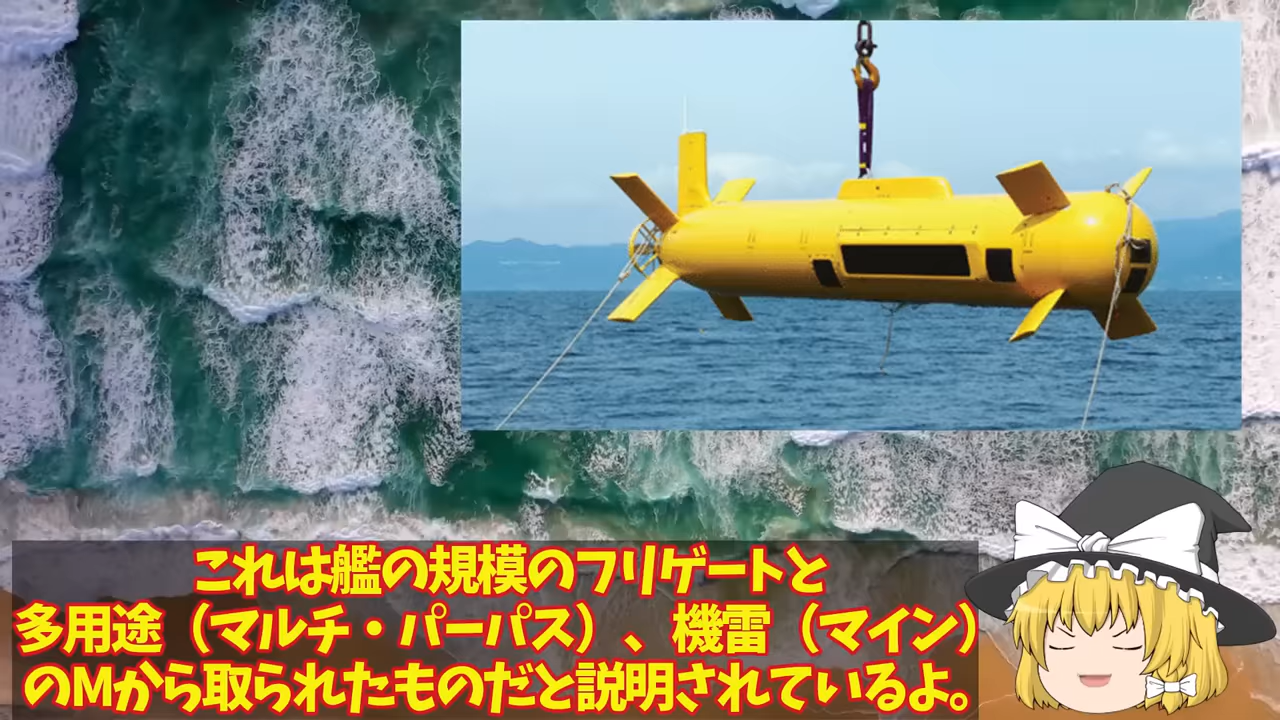 これは艦の規模のフリゲートと
多用途（マルチ・パーパス）、機雷（マイン）
のMから取られたものだと説明されているよ。